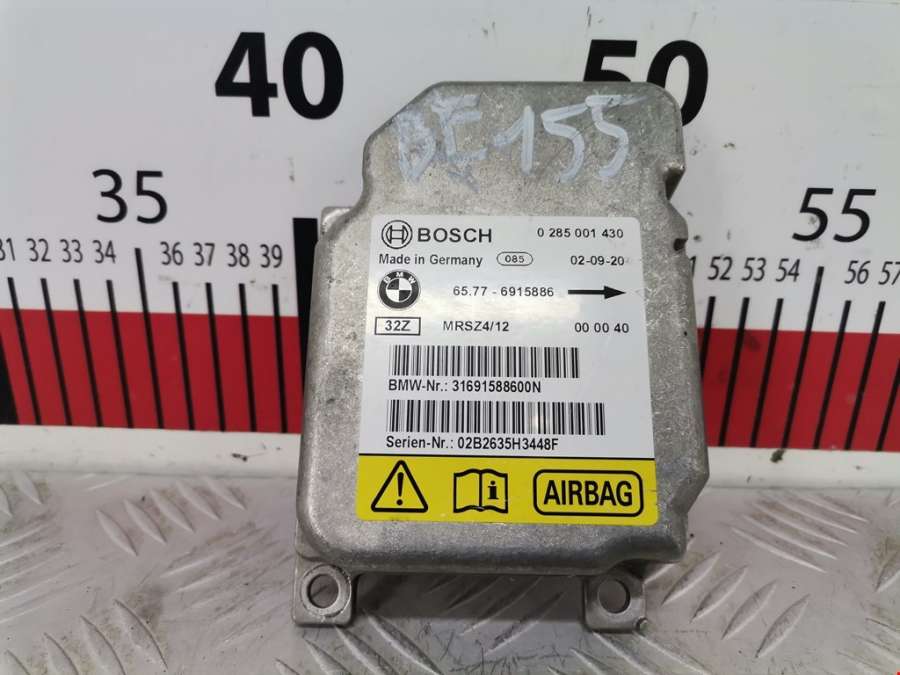 40
50
BE-155
35
55
31 32 33 34 36 37 38 39
52 53 54 56 57
BOSCH 0 285 001 430
Made in Germany 085 02-09-20
BMW
65.77 - 6915886
32Z MRSZ4/12 00 00 40
BMW-Nr.: 31691588600N
Serien-Nr.: 02B2635H3448F
AIRBAG